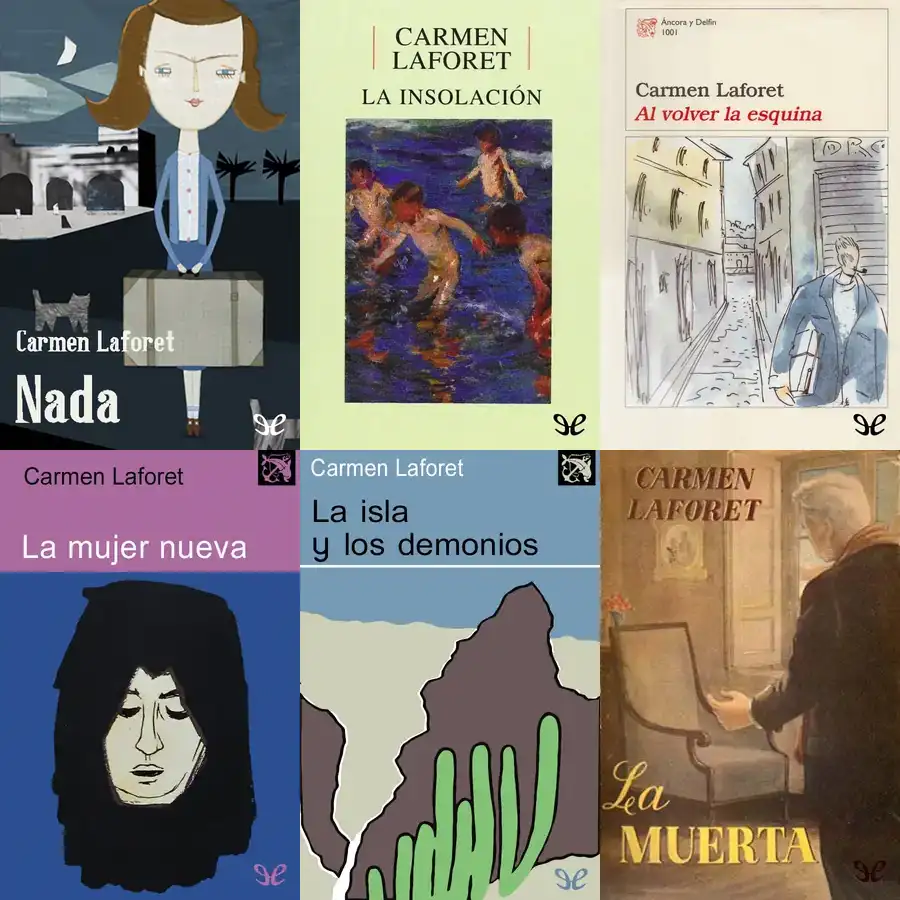 Carmen Laforet
Nada
CARMEN
LAFORET
LA INSOLACIÓN
Áncora y Delfín
1001
Carmen Laforet
Al volver la esquina
Carmen Laforet
La mujer nueva
Carmen Laforet
La isla
y los demonios
CARMEN
LAFORET
La
MUERTA